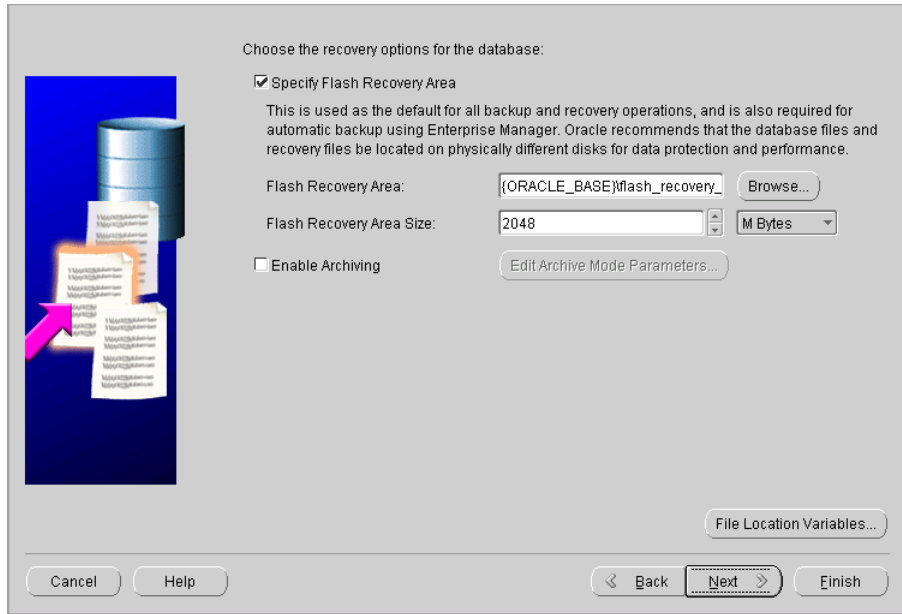 Choose the recovery options for the database:
Specify Flash Recovery Area
This is used as the default for all backup and recovery operations, and is also required for
automatic backup using Enterprise Manager. Oracle recommends that the database files and
recovery files be located on physically different disks for data protection and performance.
Flash Recovery Area: {ORACLE_BASE}\flash_recovery_ Browse...
Flash Recovery Area Size: 2048 M Bytes
Enable Archiving Edit Archive Mode Parameters...
File Location Variables...
Cancel Help Back Next Finish